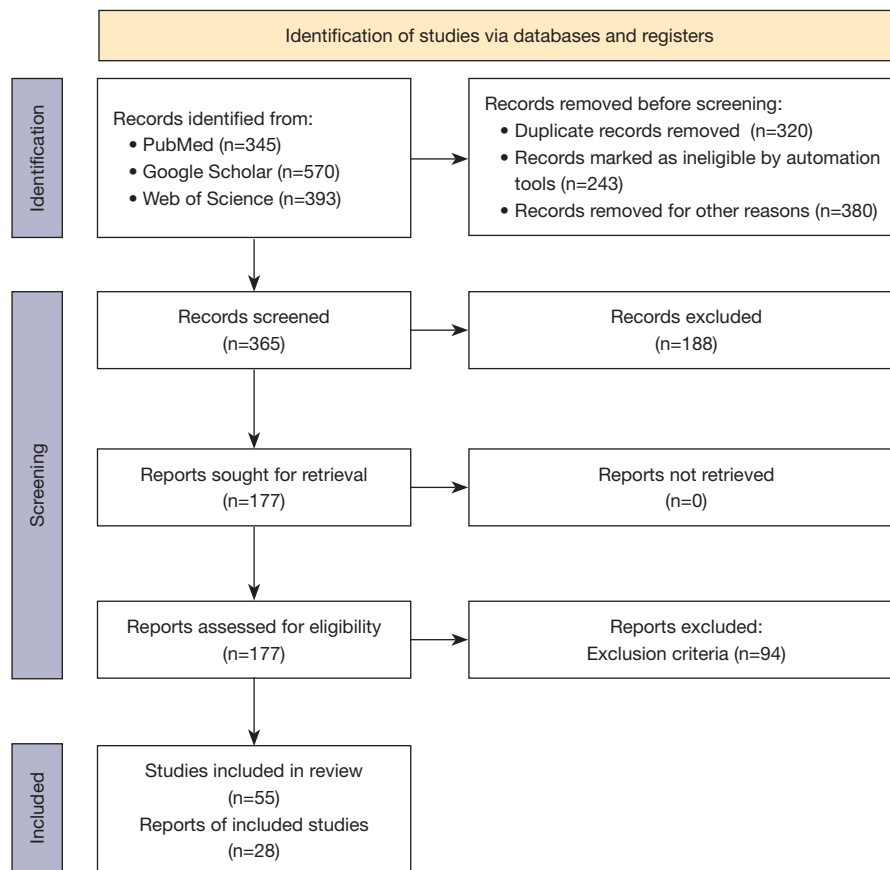 Identification of studies via databases and registers
Identification
Records identified from:
• PubMed (n=345)
• Google Scholar (n=570)
• Web of Science (n=393)
Records removed before screening:
• Duplicate records removed (n=320)
• Records marked as ineligible by automation
tools (n=243)
• Records removed for other reasons (n=380)
Screening
Records screened
(n=365)
Records excluded
(n=188)
Reports sought for retrieval
(n=177)
Reports not retrieved
(n=0)
Reports assessed for eligibility
(n=177)
Reports excluded:
Exclusion criteria (n=94)
Included
Studies included in review
(n=55)
Reports of included studies
(n=28)